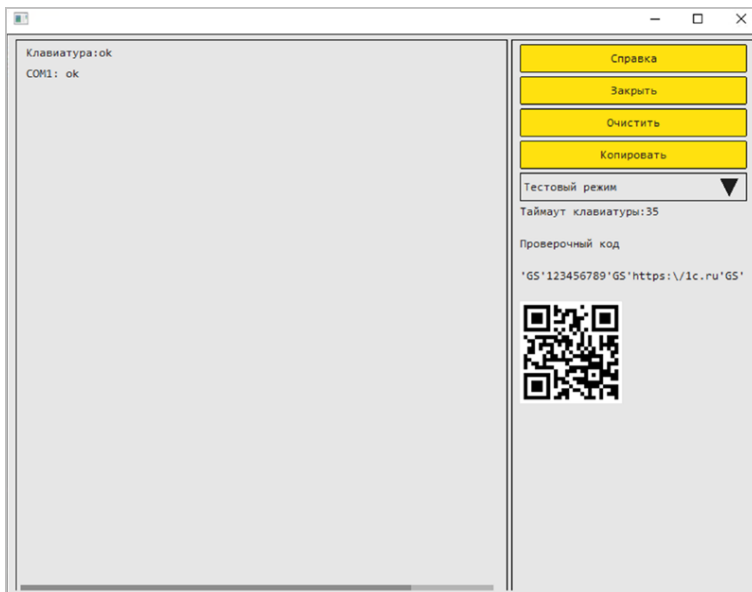 Клавиатура:ok
COM1: ok
Справка
Закрыть
Очистить
Копировать
Тестовый режим
Таймаут клавиатуры:35
Проверочный код
'GS'123456789'GS'https:\/1c.ru'GS'